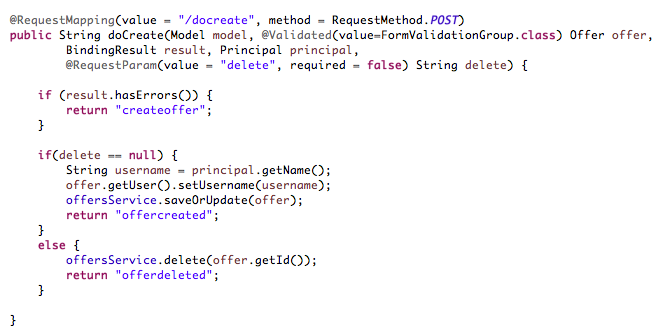 @RequestMapping(value = "/docreate", method = RequestMethod.POST)
public String doCreate(Model model, @Validated(value=FormValidationGroup.class) Offer offer,
        BindingResult result, Principal principal,
        @RequestParam(value = "delete", required = false) String delete) {

    if (result.hasErrors()) {
        return "createoffer";
    }

    if(delete == null) {
        String username = principal.getName();
        offer.getUser().setUsername(username);
        offersService.saveOrUpdate(offer);
        return "offercreated";
    }
    else {
        offersService.delete(offer.getId());
        return "offerdeleted";
    }

}